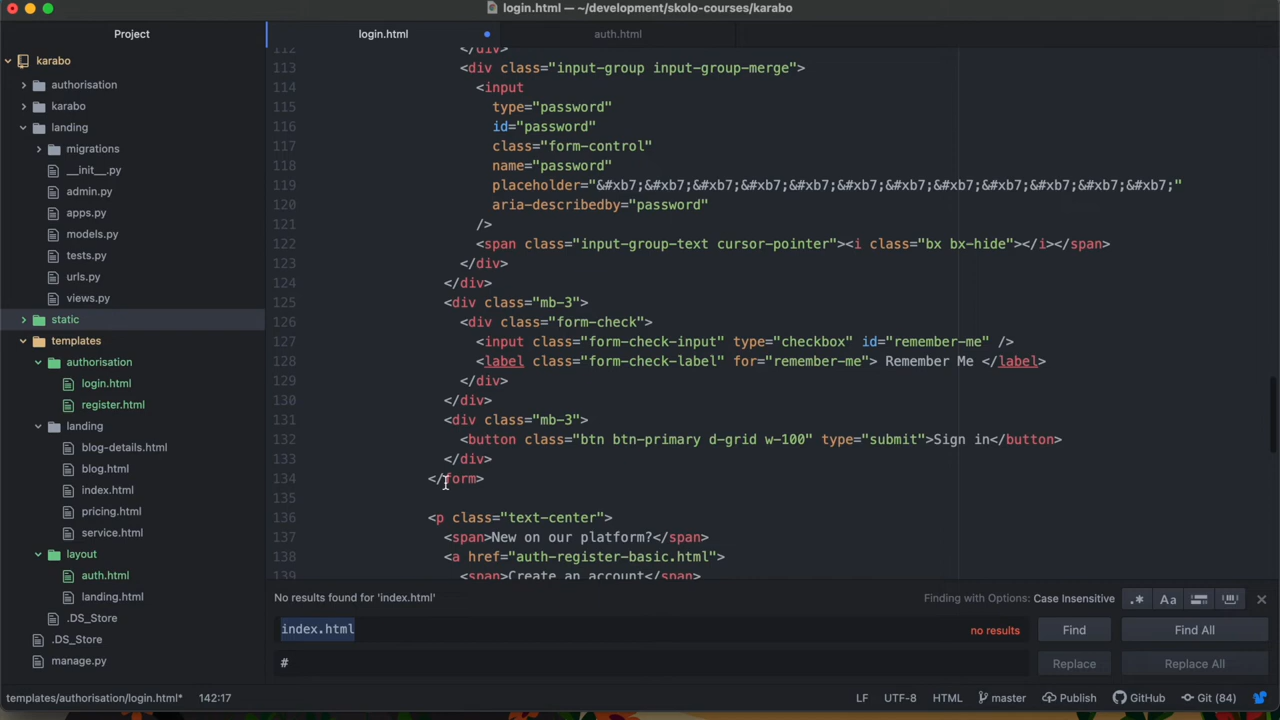 login.html — ~/development/skolo-courses/karabo
Project
login.html
auth.html
karabo
authorisation
karabo
landing
migrations
__init__.py
admin.py
apps.py
models.py
tests.py
urls.py
views.py
static
templates
authorisation
login.html
register.html
landing
blog-details.html
blog.html
index.html
pricing.html
service.html
layout
auth.html
landing.html
.DS_Store
.DS_Store
manage.py
112 </div>
113 <div class="input-group input-group-merge">
114 <input
115 type="password"
116 id="password"
117 class="form-control"
118 name="password"
119 placeholder="&#xb7;&#xb7;&#xb7;&#xb7;&#xb7;&#xb7;&#xb7;&#xb7;&#xb7;&#xb7;&#xb7;&#xb7;"
120 aria-describedby="password"
121 />
122 <span class="input-group-text cursor-pointer"><i class="bx bx-hide"></i></span>
123 </div>
124 </div>
125 <div class="mb-3">
126 <div class="form-check">
127 <input class="form-check-input" type="checkbox" id="remember-me" />
128 <label class="form-check-label" for="remember-me"> Remember Me </label>
129 </div>
130 </div>
131 <div class="mb-3">
132 <button class="btn btn-primary d-grid w-100" type="submit">Sign in</button>
133 </div>
134 </form>
135
136 <p class="text-center">
137 <span>New on our platform?</span>
138 <a href="auth-register-basic.html">
139 <span>Create an account</span>
No results found for 'index.html'
Finding with Options: Case Insensitive
.* Aa
index.html
no results
Find
Find All
#
Replace
Replace All
templates/authorisation/login.html* 142:17
LF UTF-8 HTML master Publish GitHub Git (84)